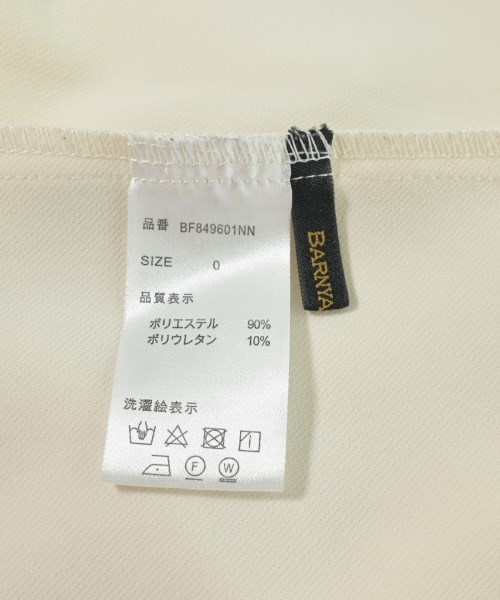 品番 BF849601NN
SIZE 0
品質表示
ポリエステル 90%
ポリウレタン 10%
洗濯絵表示
F W
BARNYA